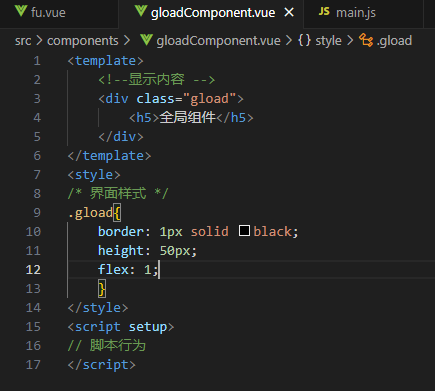 fu.vue gloadComponent.vue JS main.js
src > components > gloadComponent.vue > {} style > .gload
1 <template>
2 <!--显示内容 -->
3 <div class="gload">
4 <h5>全局组件</h5>
5 </div>
6 </template>
7 <style>
8 /* 界面样式 */
9 .gload{
10 border: 1px solid black;
11 height: 50px;
12 flex: 1;
13 }
14 </style>
15 <script setup>
16 // 脚本行为
17 </script>